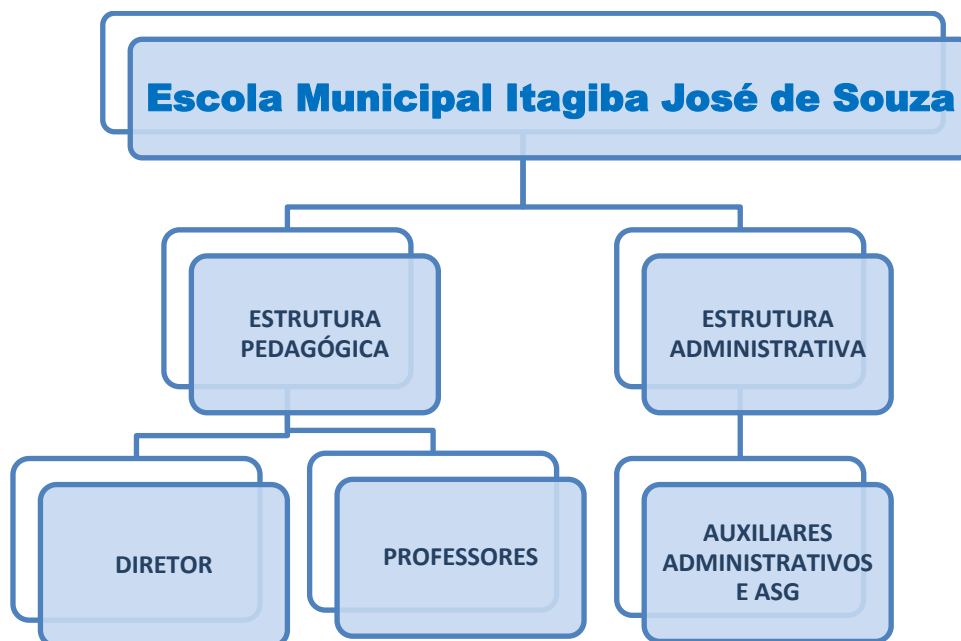 Escola Municipal Itagiba José de Souza
ESTRUTURA
PEDAGÓGICA
ESTRUTURA
ADMINISTRATIVA
DIRETOR
PROFESSORES
AUXILIARES
ADMINISTRATIVOS
E ASG